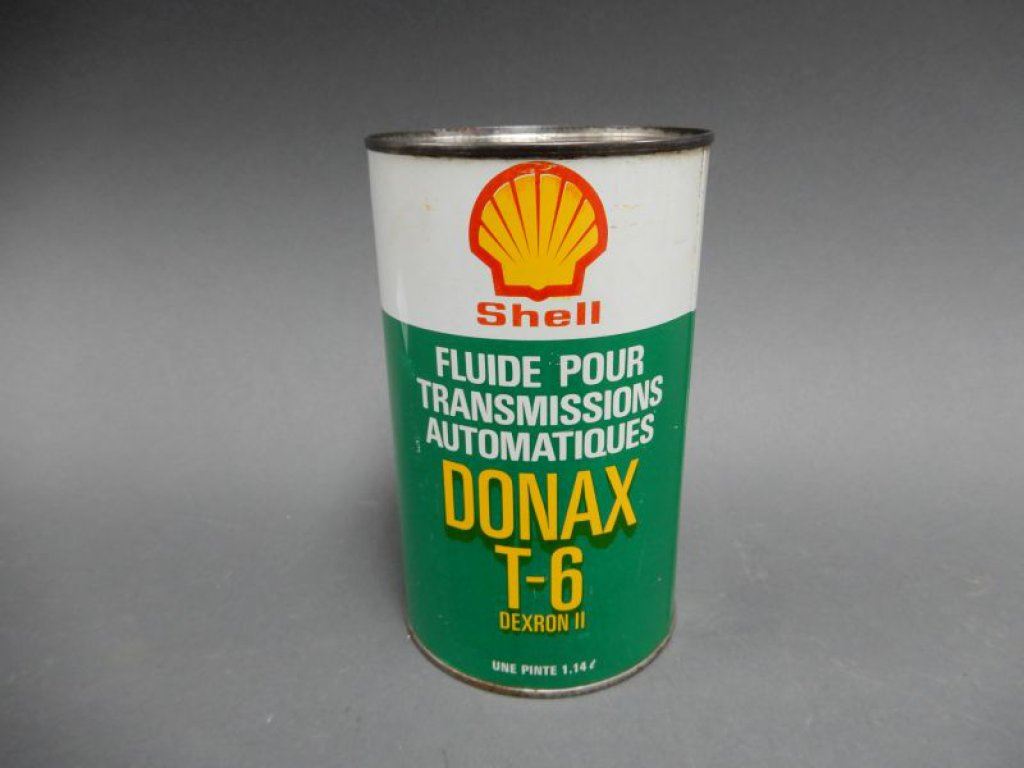 Shell
FLUIDE POUR
TRANSMISSIONS
AUTOMATIQUES
DONAX
T-6
DEXRON II
UNE PINTE 1.14 ℓ